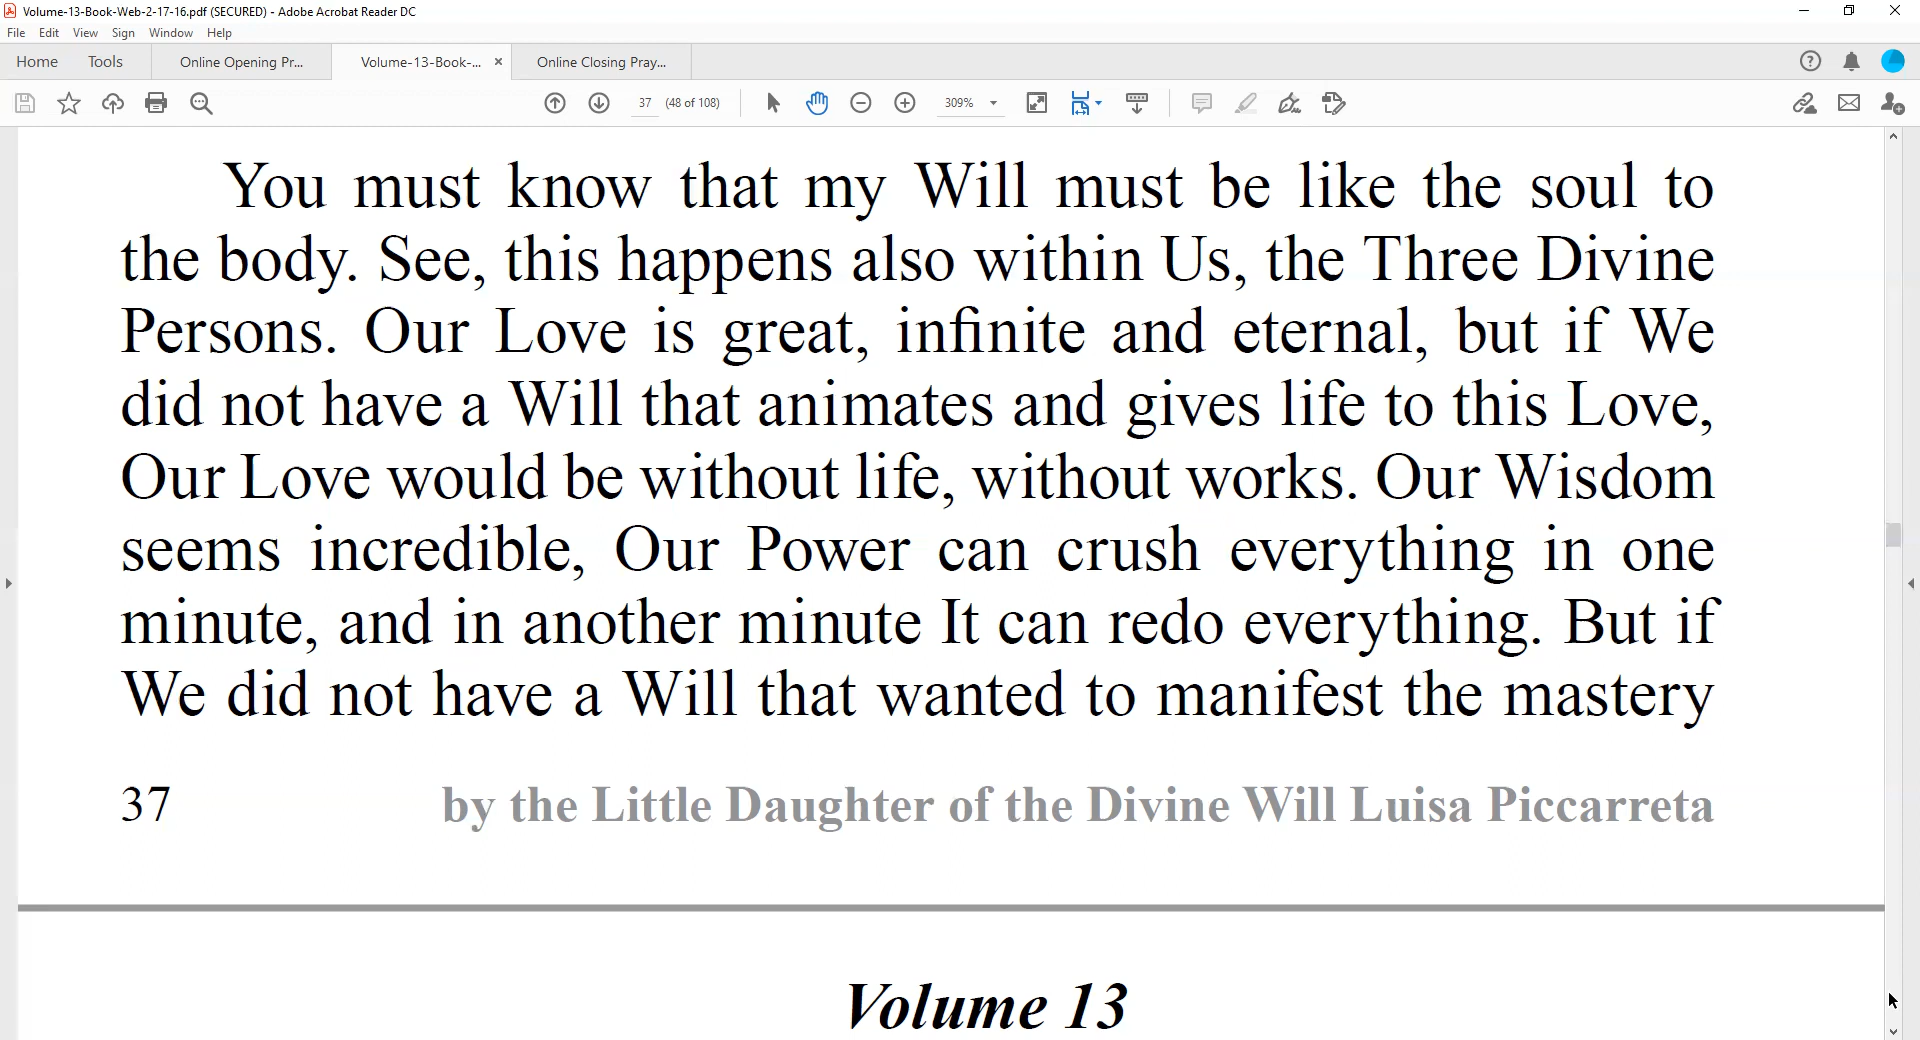 Volume-13-Book-Web-2-17-16.pdf (SECURED) - Adobe Acrobat Reader DC
File Edit View Sign Window Help
Home Tools Online Opening Pr... Volume-13-Book-... × Online Closing Pray...
37 (48 of 108) 309%
You must know that my Will must be like the soul to
the body. See, this happens also within Us, the Three Divine
Persons. Our Love is great, infinite and eternal, but if We
did not have a Will that animates and gives life to this Love,
Our Love would be without life, without works. Our Wisdom
seems incredible, Our Power can crush everything in one
minute, and in another minute It can redo everything. But if
We did not have a Will that wanted to manifest the mastery
37 by the Little Daughter of the Divine Will Luisa Piccarreta
Volume 13